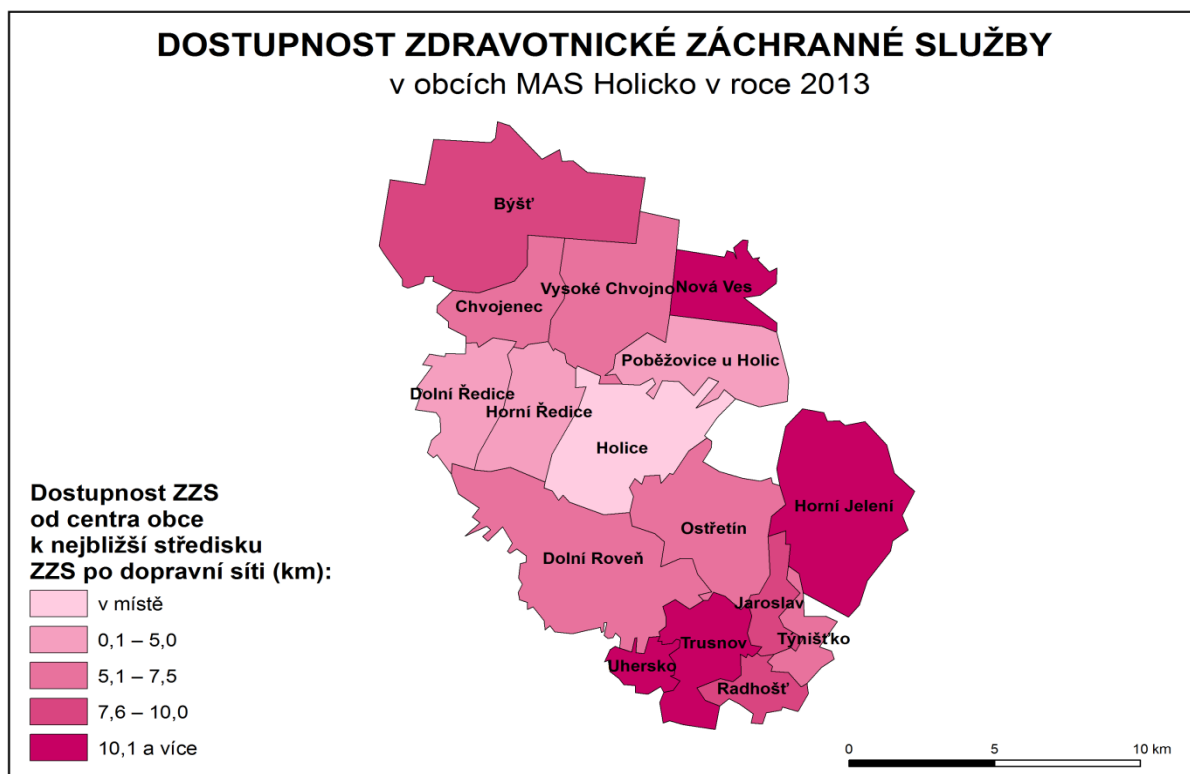 DOSTUPNOST ZDRAVOTNICKÉ ZÁCHRANNÉ SLUŽBY
v obcích MAS Holicko v roce 2013
Býšť
Vysoké Chvojno
Nová Ves
Chvojenec
Poběžovice u Holic
Dolní Ředice
Horní Ředice
Holice
Horní Jelení
Ostřetín
Dolní Roveň
Jaroslav
Týnišťko
Trusnov
Uhersko
Radhošť
Dostupnost ZZS
od centra obce
k nejbližší středisku
ZZS po dopravní síti (km):
v místě
0,1 – 5,0
5,1 – 7,5
7,6 – 10,0
10,1 a více
0 5 10 km